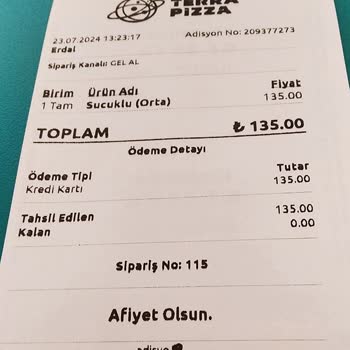 TERRA
PIZZA
23.07.2024 13:23:17 Adisyon No: 209377273
Erdal
Sipariş Kanalı: GEL AL
Birim Ürün Adı Fiyat
1 Tam Sucuklu (Orta) 135.00
TOPLAM ₺ 135.00
Ödeme Detayı
Ödeme Tipi Tutar
Kredi Kartı 135.00
Tahsil Edilen 135.00
Kalan 0.00
Sipariş No: 115
Afiyet Olsun.
adisyo